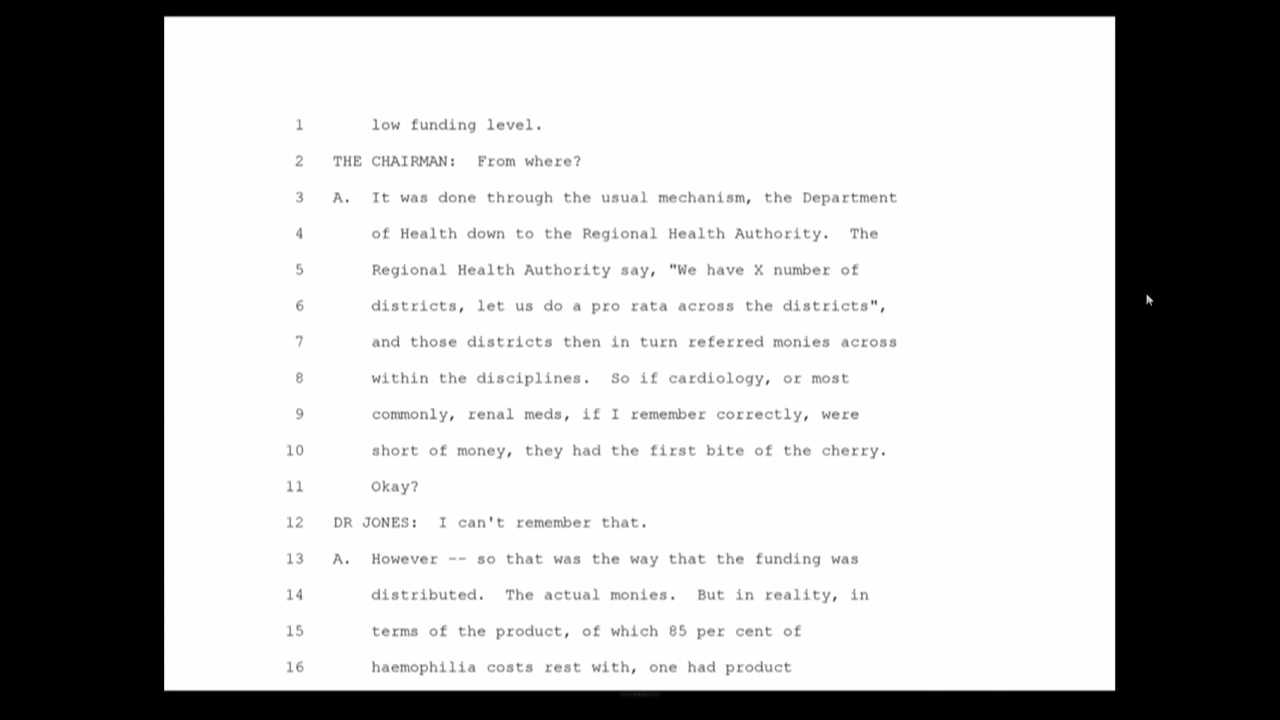 1 low funding level.
2 THE CHAIRMAN: From where?
3 A. It was done through the usual mechanism, the Department
4 of Health down to the Regional Health Authority. The
5 Regional Health Authority say, "We have X number of
6 districts, let us do a pro rata across the districts",
7 and those districts then in turn referred monies across
8 within the disciplines. So if cardiology, or most
9 commonly, renal meds, if I remember correctly, were
10 short of money, they had the first bite of the cherry.
11 Okay?
12 DR JONES: I can't remember that.
13 A. However -- so that was the way that the funding was
14 distributed. The actual monies. But in reality, in
15 terms of the product, of which 85 per cent of
16 haemophilia costs rest with, one had product